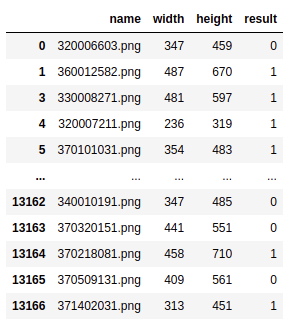 name width height result
0 320006603.png 347 459 0
1 360012582.png 487 670 1
3 330008271.png 481 597 1
4 320007211.png 236 319 1
5 370101031.png 354 483 1
... ... ... ... ...
13162 340010191.png 347 485 0
13163 370320151.png 441 551 0
13164 370218081.png 458 710 1
13165 370509131.png 409 561 0
13166 371402031.png 313 451 1